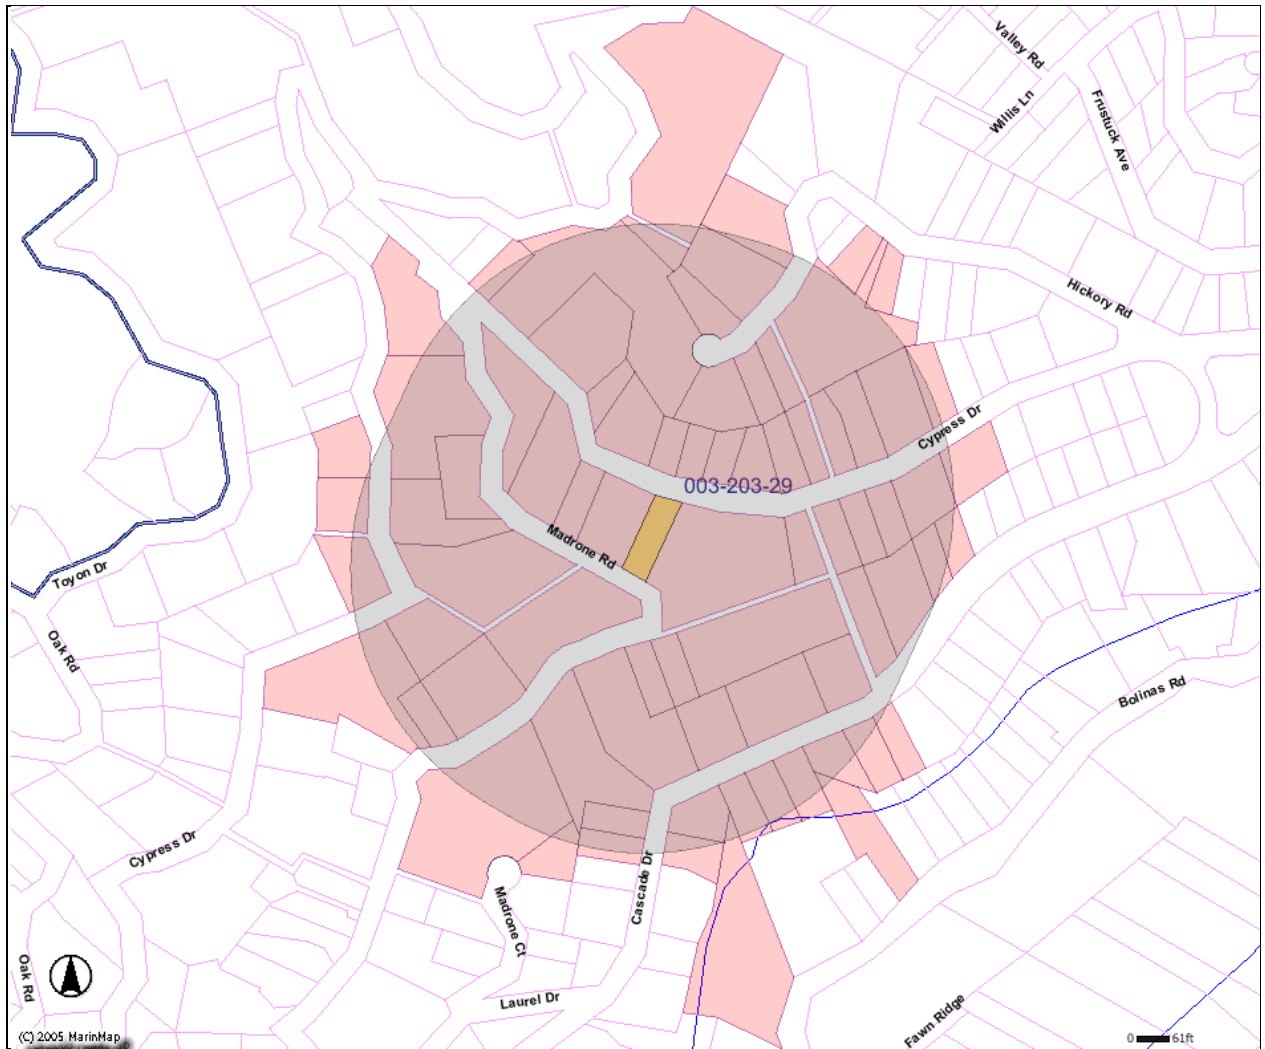 Valley Rd
Willis Ln
Frustuck Ave
Hickory Rd
Cypress Dr
003-203-29
Madrone Rd
Toyon Dr
Oak Rd
Bolinas Rd
Cypress Dr
Cascade Dr
Madrone Ct
Oak Rd
Laurel Dr
Fawn Ridge
(C) 2005 MarinMap
0 61ft